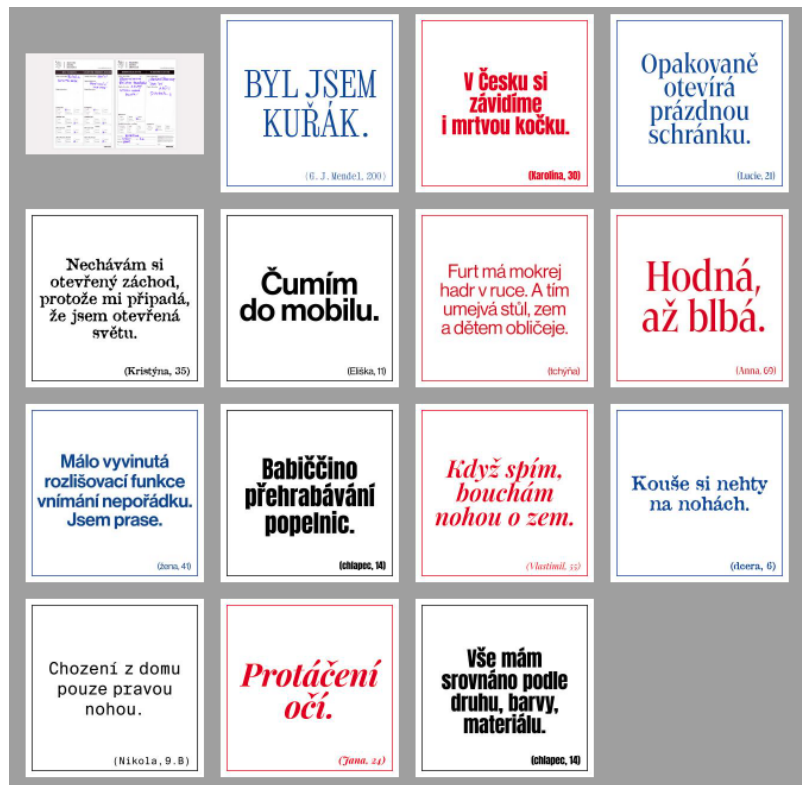 BYL JSEM
KUŘÁK.
(G. J. Mendel, 200)
V Česku si
závidíme
i mrtvou kočku.
(Karolína, 30)
Opakovaně
otevírá
prázdnou
schránku.
(Lucie, 21)
Nechávám si
otevřený záchod,
protože mi připadá,
že jsem otevřená
světu.
(Kristýna, 35)
Čumím
do mobilu.
(Eliška, 11)
Furt má mokrej
hadr v ruce. A tím
umejvá stůl, zem
a dětem obličeje.
(tchýňa)
Hodná,
až blbá.
(Anna, 69)
Málo vyvinutá
rozlišovací funkce
vnímání nepořádku.
Jsem prase.
(žena, 41)
Babiččino
přehrabávání
popelnic.
(chlapec, 14)
Když spím,
bouchám
nohou o zem.
(Vlastimil, 55)
Kouše si nehty
na nohách.
(dcera, 6)
Chození z domu
pouze pravou
nohou.
(Nikola, 9.B)
Protáčení
očí.
(Jana, 24)
Vše mám
srovnáno podle
druhu, barvy,
materiálu.
(chlapec, 14)